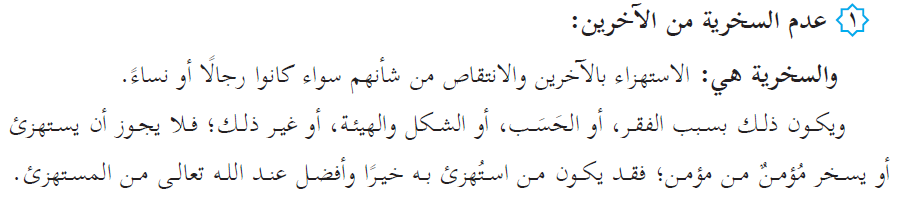 ١ عدم السخرية من الآخرين:
والسخرية هي: الاستهزاء بالآخرين والانتقاص من شأنهم سواء كانوا رجالًا أو نساءً.
ويكون ذلك بسبب الفقر، أو الحَسَب، أو الشكل والهيئة، أو غير ذلك؛ فلا يجوز أن يستهزئ
أو يسخر مُؤمنٌ من مؤمن؛ فقد يكون من استُهزئ به خيرًا وأفضل عند الله تعالى من المستهزئ.